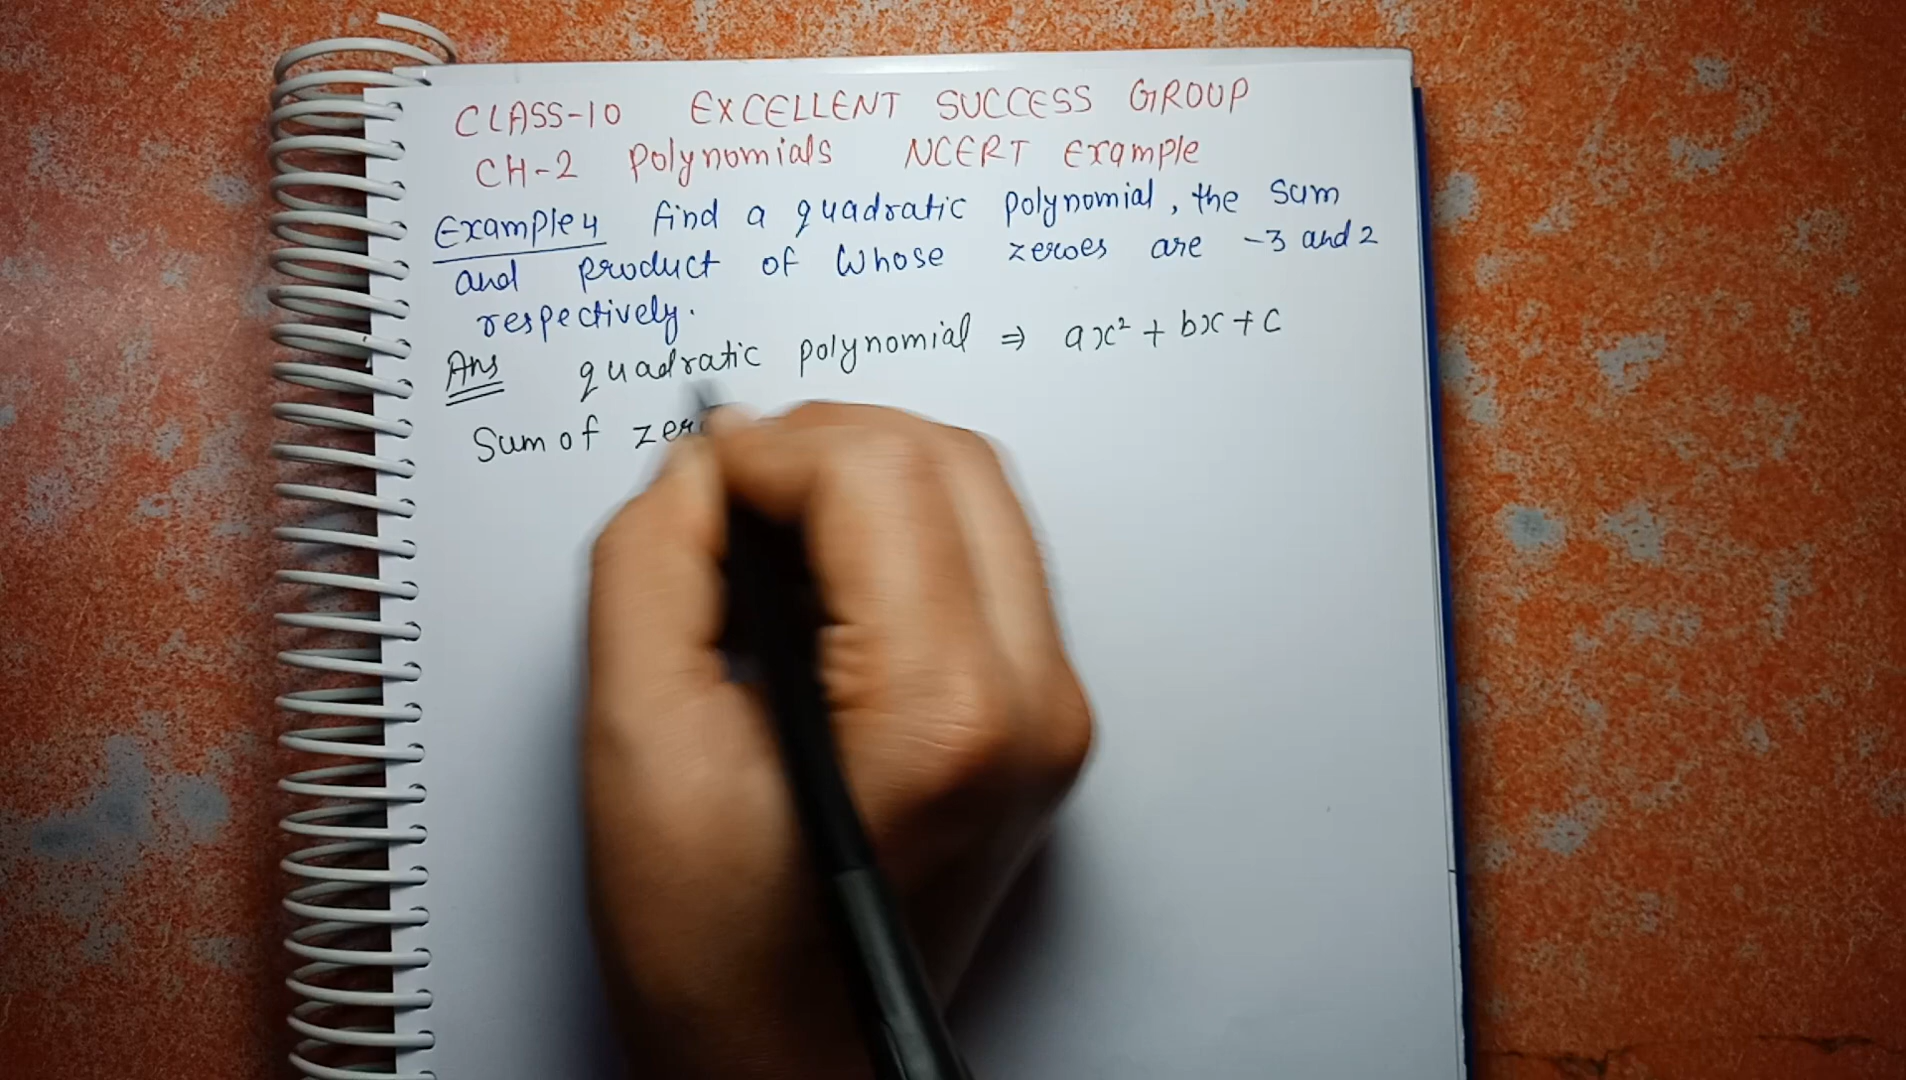 CLASS-10 EXCELLENT SUCCESS GROUP
CH-2 Polynomials NCERT Example
Example 4 find a quadratic polynomial, the sum
and product of whose zeroes are -3 and 2
respectively.
Ans quadratic polynomial ⇒ ax² + bx + c
Sum of